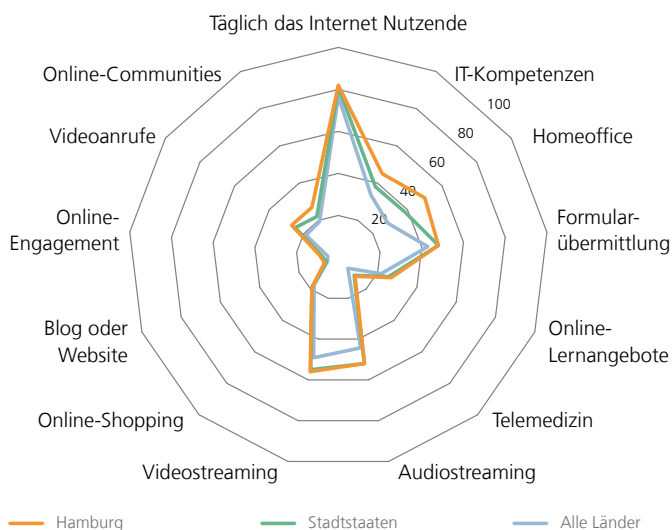 Täglich das Internet Nutzende
Online-Communities
IT-Kompetenzen
100
Videoanrufe
80
Homeoffice
60
40
20
Online-
Engagement
Formular-
übermittlung
Blog oder
Website
Online-
Lernangebote
Online-Shopping
Telemedizin
Videostreaming
Audiostreaming
Hamburg
Stadtstaaten
Alle Länder